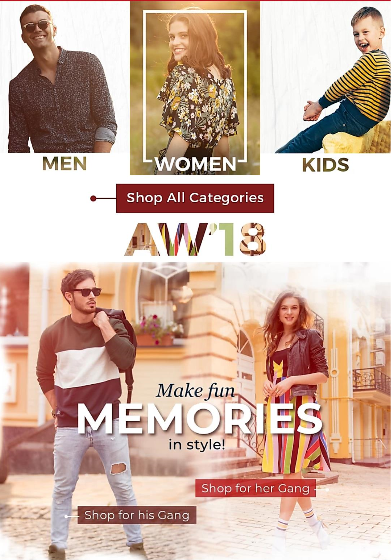 MEN
WOMEN
KIDS
Shop All Categories
AW'18
Make fun
MEMORIES
in style!
Shop for her Gang
Shop for his Gang